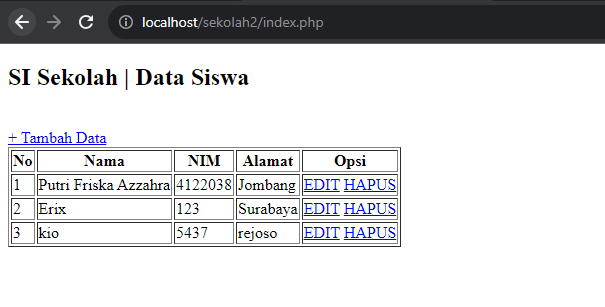 localhost/sekolah2/index.php
SI Sekolah | Data Siswa
+ Tambah Data
No Nama NIM Alamat Opsi
1 Putri Friska Azzahra 4122038 Jombang EDIT HAPUS
2 Erix 123 Surabaya EDIT HAPUS
3 kio 5437 rejoso EDIT HAPUS